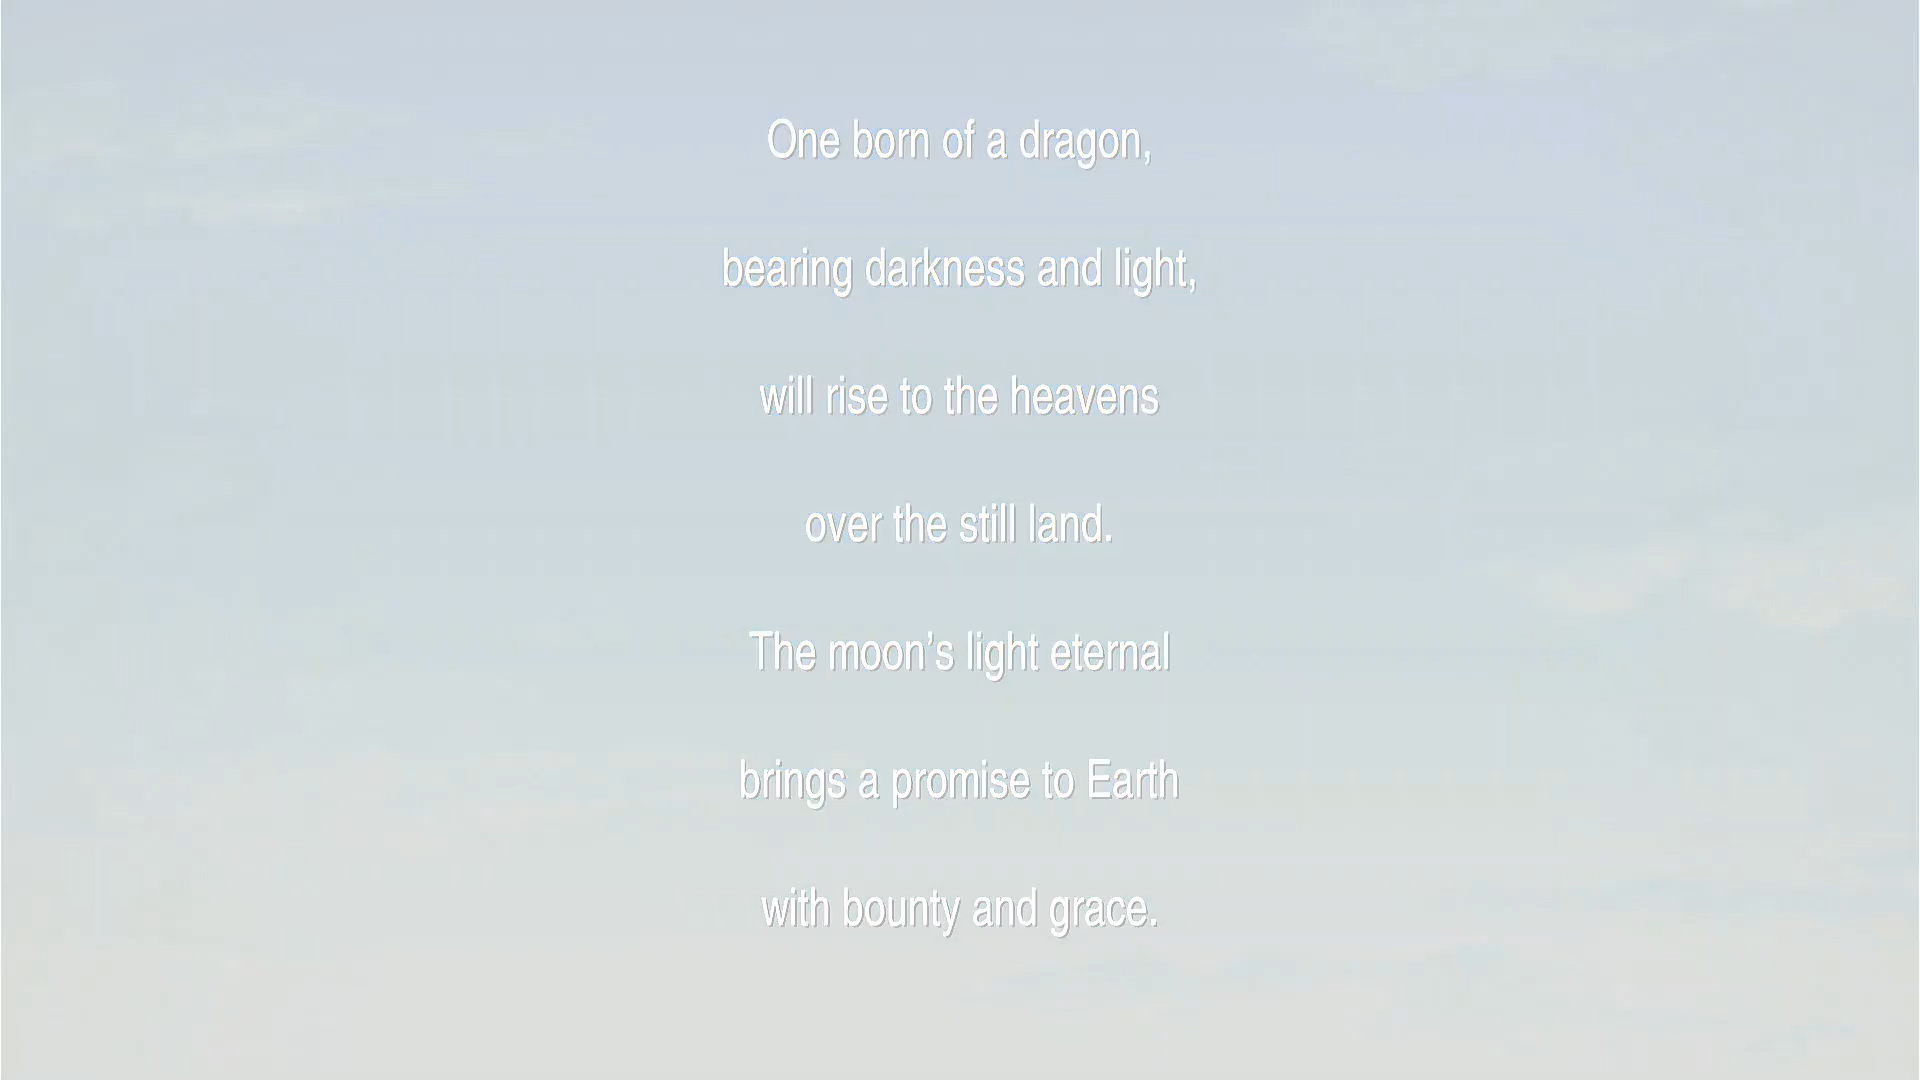 One born of a dragon,
bearing darkness and light,
will rise to the heavens
over the still land.
The moon’s light eternal
brings a promise to Earth
with bounty and grace.